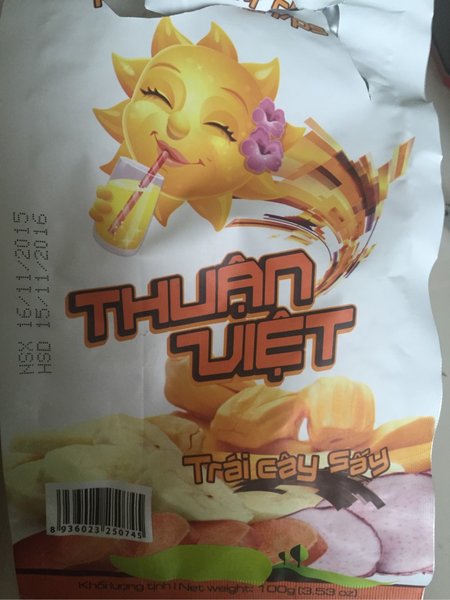 NSX 16/11/2015
HSD 15/11/2016
THUẬN
VIỆT
Trái cây sấy
8 936023 250745
Khối lượng tịnh | Net weight: 100g (3.53 oz)